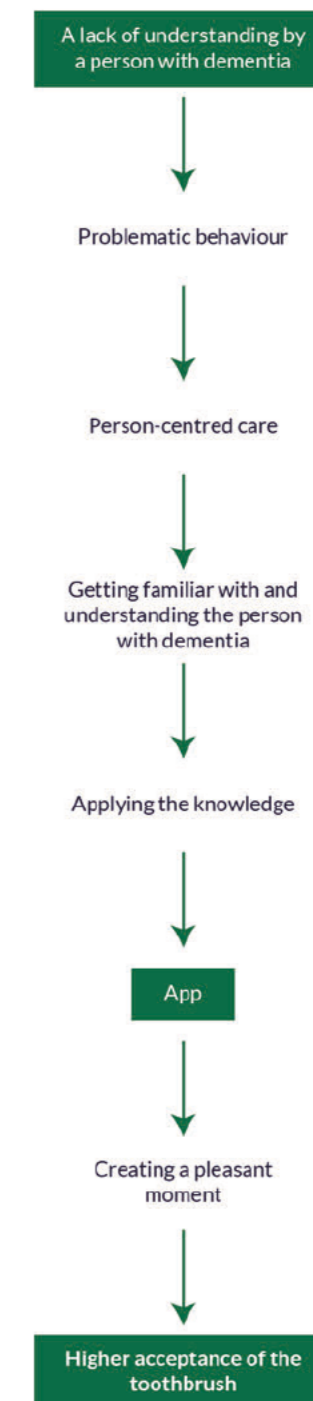 A lack of understanding by
a person with dementia
Problematic behaviour
Person-centred care
Getting familiar with and
understanding the person
with dementia
Applying the knowledge
App
Creating a pleasant
moment
Higher acceptance of the
toothbrush